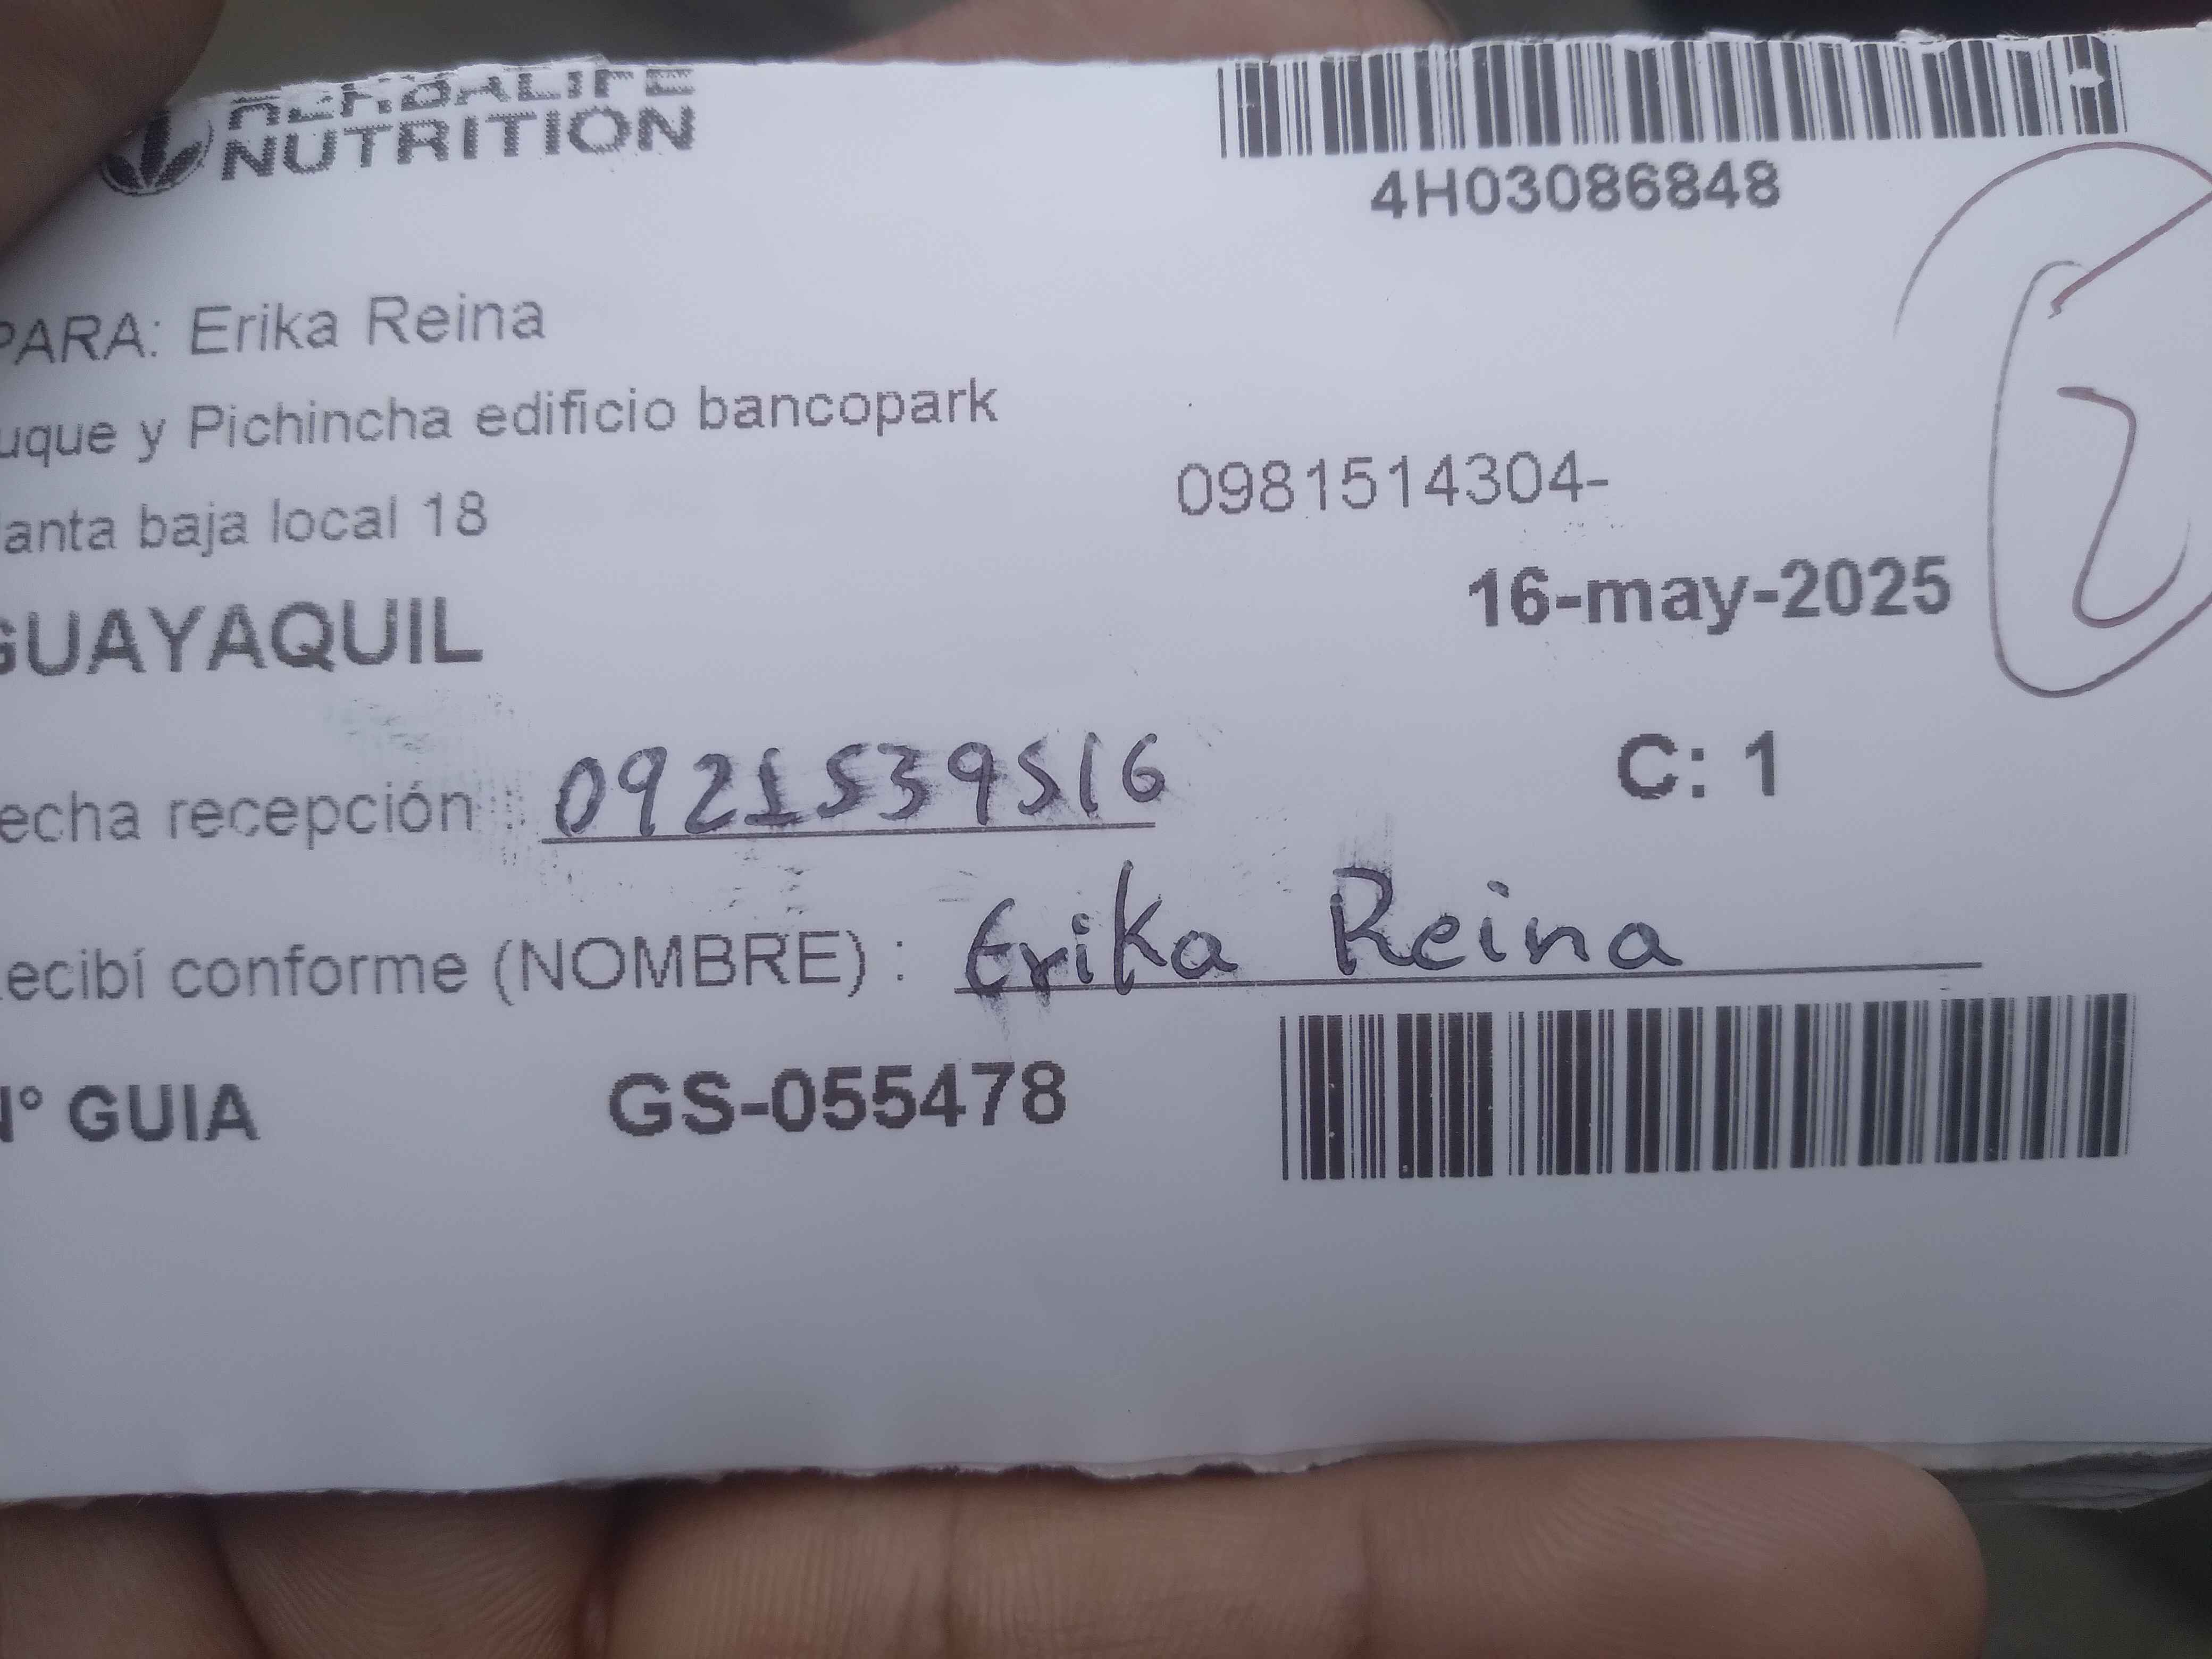 HERBALIFE
NUTRITION
4H03086848
PARA: Erika Reina
uque y Pichincha edificio bancopark
0981514304-
lanta baja local 18
16-may-2025
GUAYAQUIL
C: 1
echa recepción : 0921539516
ecibí conforme (NOMBRE) : Erika Reina
N° GUIA GS-055478